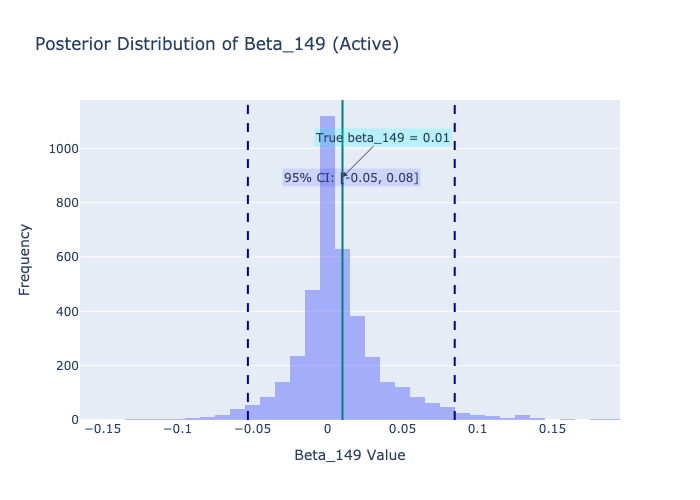 Posterior Distribution of Beta_149 (Active)
True beta_149 = 0.01
95% CI: [-0.05, 0.08]
1000
800
600
400
200
0
Frequency
−0.15
−0.1
−0.05
0
0.05
0.1
0.15
Beta_149 Value